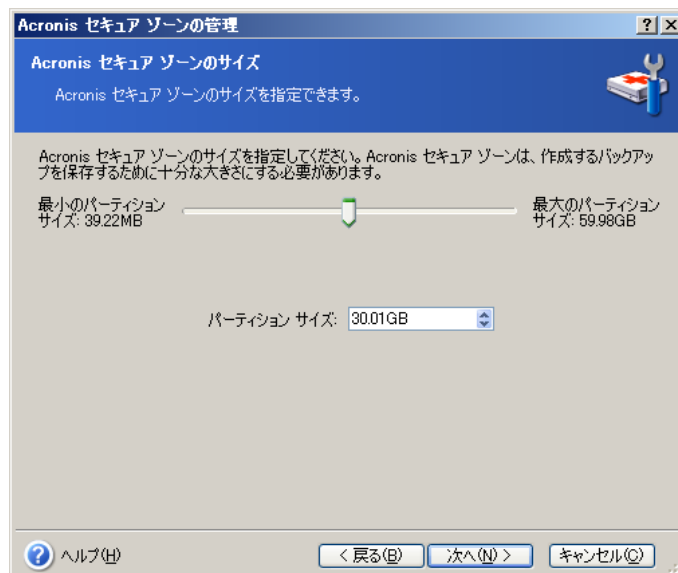 Acronis セキュア ゾーンの管理
Acronis セキュア ゾーンのサイズ
Acronis セキュア ゾーンのサイズを指定できます。
Acronis セキュア ゾーンのサイズを指定してください。Acronis セキュア ゾーンは、作成するバックアッ
プを保存するために十分な大きさにする必要があります。
最小のパーティション
サイズ: 39.22MB
最大のパーティション
サイズ: 59.98GB
パーティション サイズ: 30.01GB
ヘルプ(H)
< 戻る(B)
次へ(N) >
キャンセル(C)